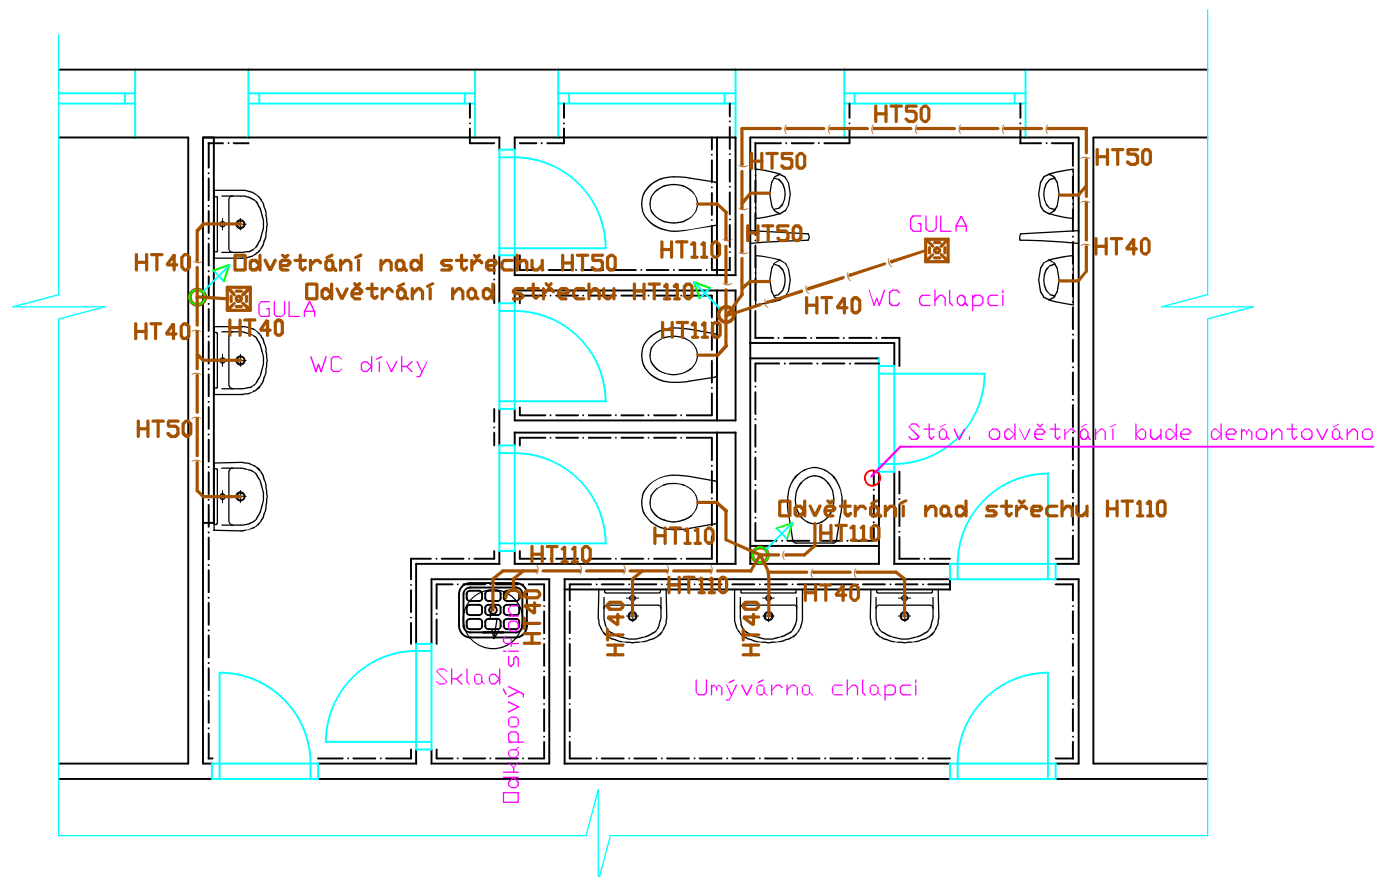 HT50
HT50
HT50
GULA
HT50
HT110
HT40
HT40
Odvětrání nad střechu HT50
Odvětrání nad střechu HT110
GULA
HT40
WC chlapci
HT40
HT40
HT110
WC dívky
HT50
Stáv. odvětrání bude demontováno
Odvětrání nad střechu HT110
HT110
HT110
HT110
HT110
HT40
HT40
HT40
HT40
Sklad
Odkapový sifon
Umývárna chlapci